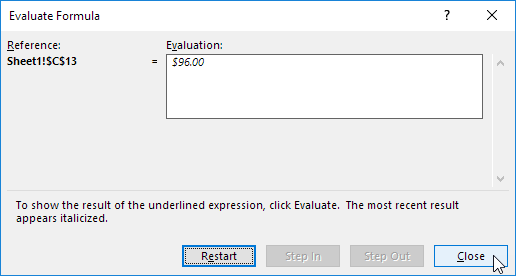 Evaluate Formula
Reference:
Evaluation:
Sheet1!$C$13
=
$96.00
To show the result of the underlined expression, click Evaluate.  The most recent result
appears italicized.
Restart
Step In
Step Out
Close